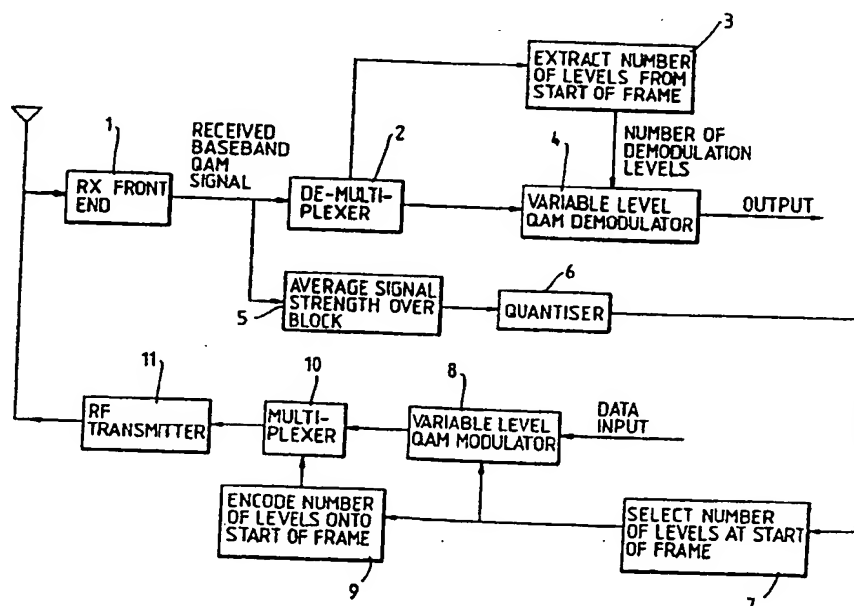 3
EXTRACT NUMBER
OF LEVELS FROM
START OF FRAME
1
RECEIVED
BASEBAND
QAM
SIGNAL
2
NUMBER OF
DEMODULATION
LEVELS
4
RX FRONT
END
DE-MULTI-
PLEXER
VARIABLE LEVEL
QAM DEMODULATOR
OUTPUT
5
AVERAGE SIGNAL
STRENGTH OVER
BLOCK
6
QUANTISER
11
RF
TRANSMITTER
10
MULTI-
PLEXER
8
VARIABLE LEVEL
QAM MODULATOR
DATA
INPUT
ENCODE NUMBER
OF LEVELS ONTO
START OF FRAME
9
SELECT NUMBER
OF LEVELS AT START
OF FRAME
7